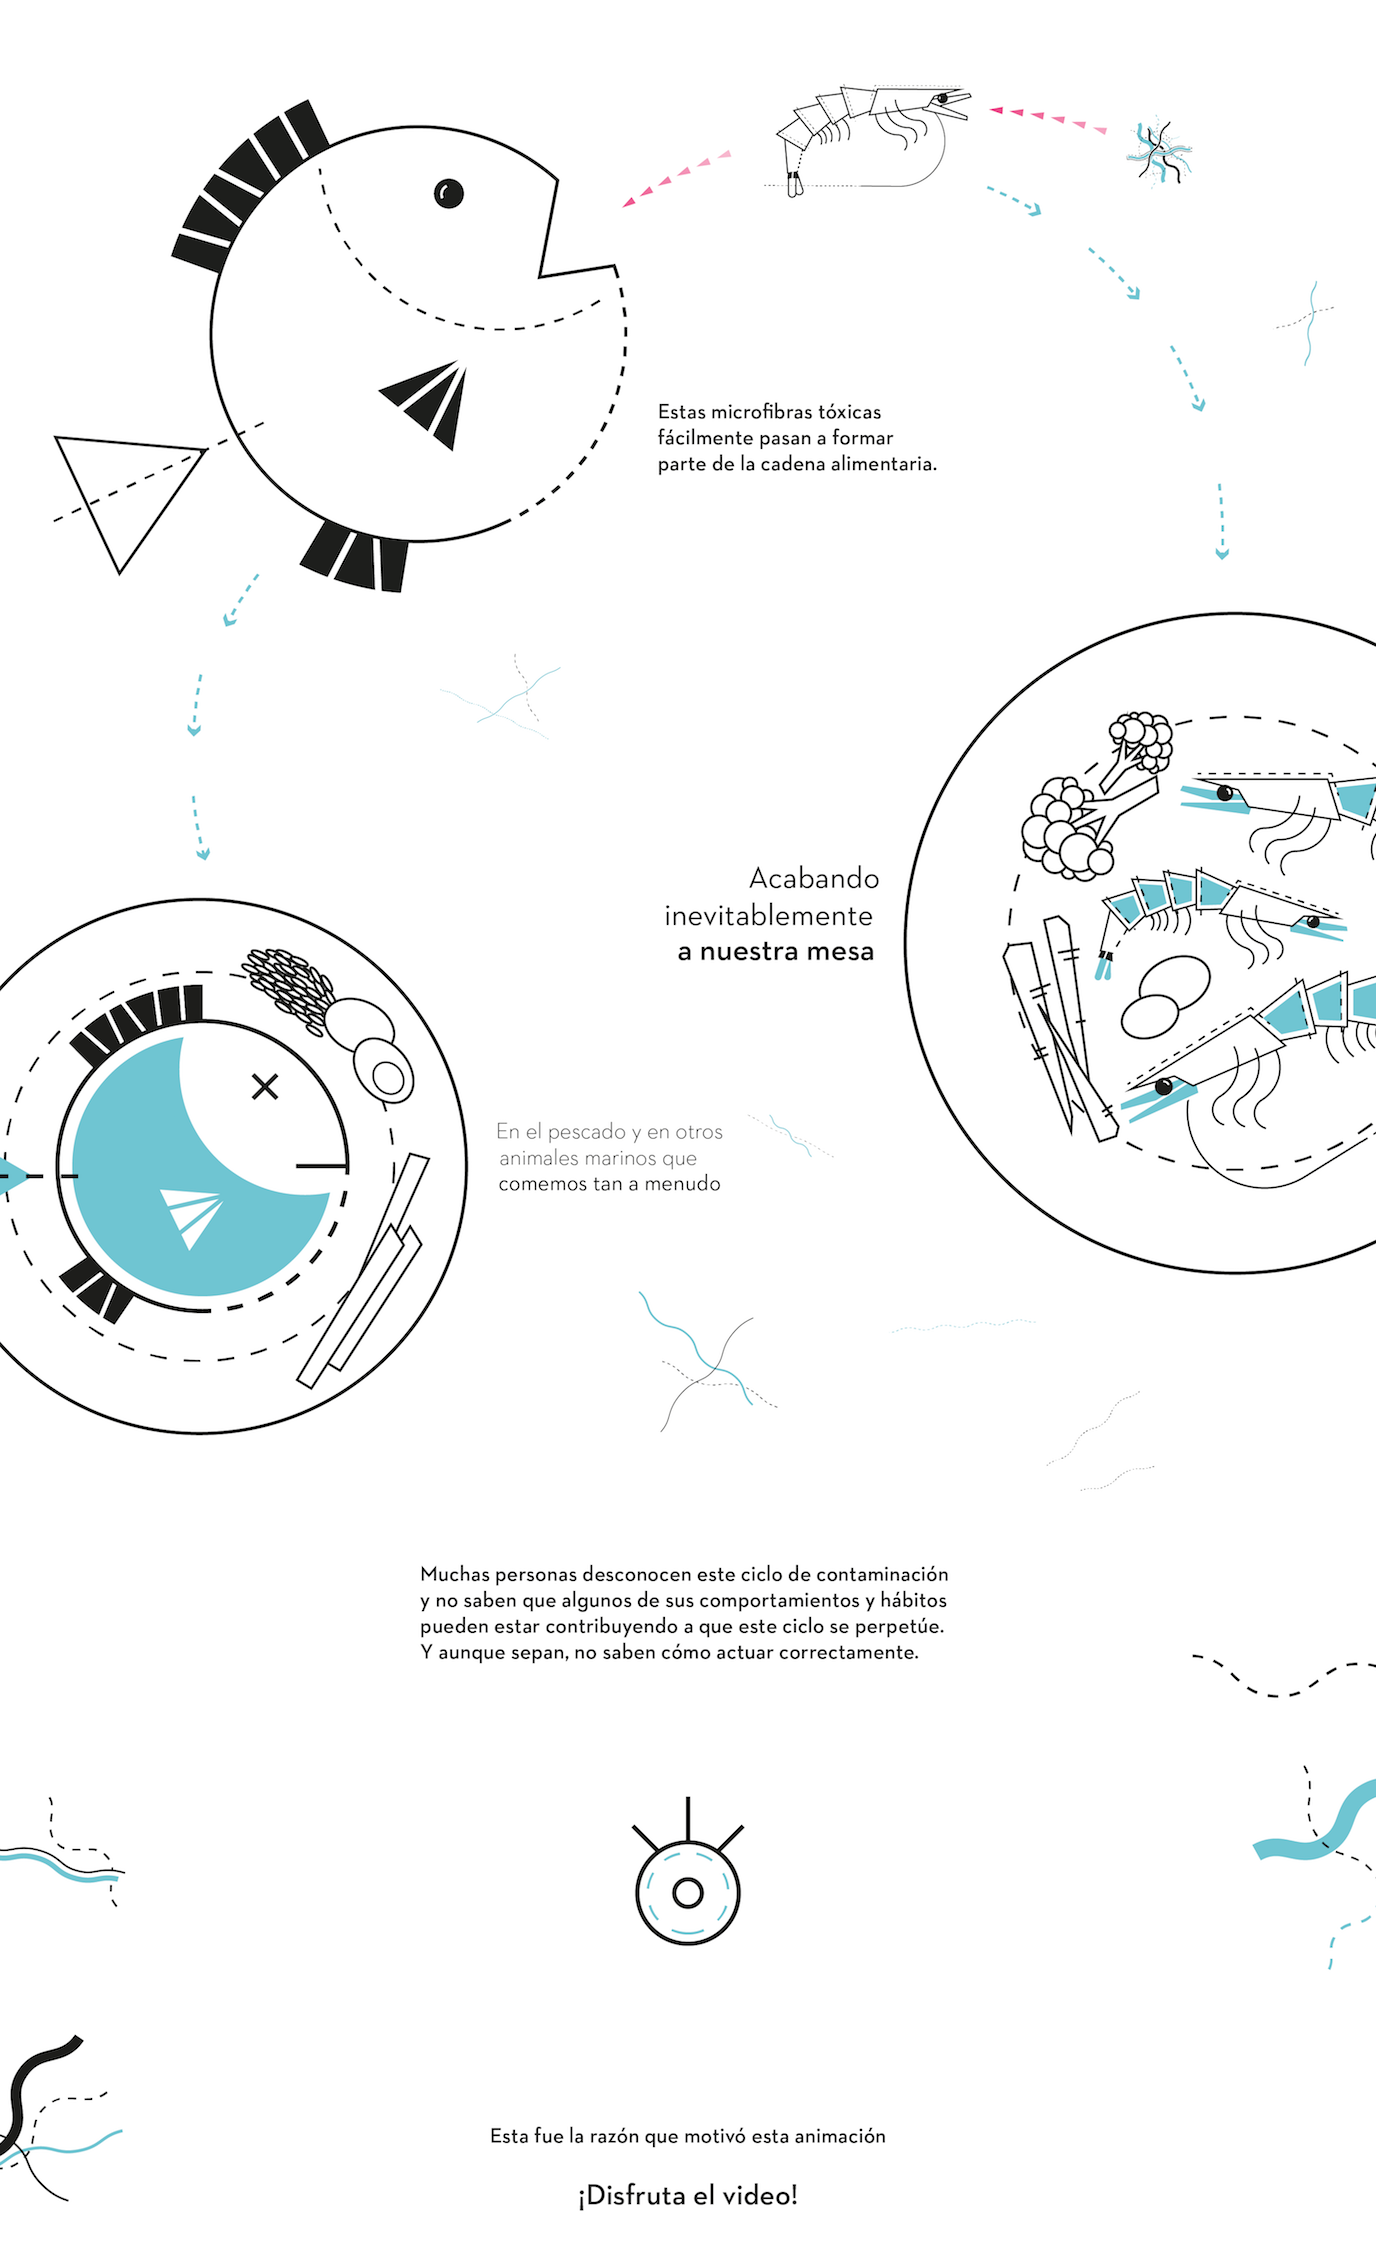 Estas microfibras tóxicas
fácilmente pasan a formar
parte de la cadena alimentaria.
Acabando
inevitablemente
a nuestra mesa
En el pescado y en otros
animales marinos que
comemos tan a menudo
Muchas personas desconocen este ciclo de contaminación
y no saben que algunos de sus comportamientos y hábitos
pueden estar contribuyendo a que este ciclo se perpetúe.
Y aunque sepan, no saben cómo actuar correctamente.
Esta fue la razón que motivó esta animación
¡Disfruta el video!